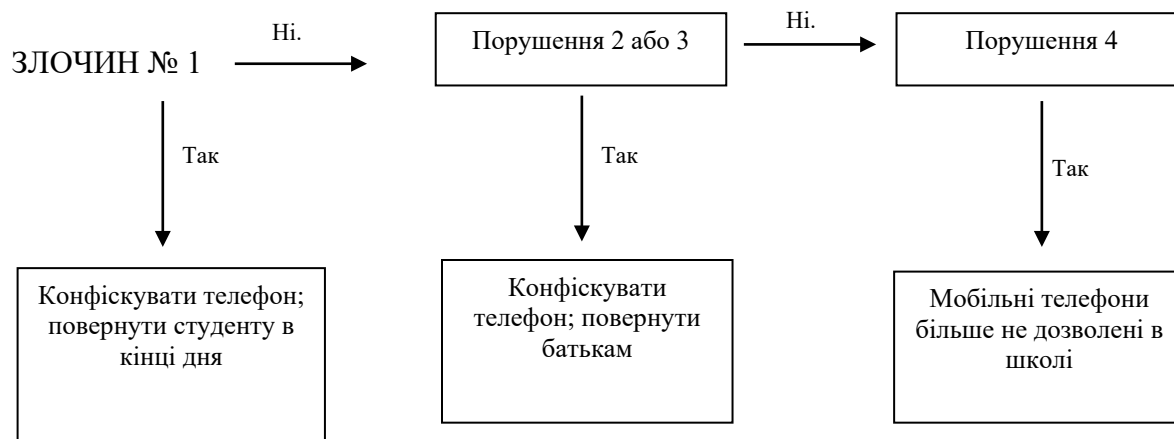 ЗЛОЧИН № 1
Ні.
Порушення 2 або 3
Ні.
Порушення 4
Так
Так
Так
Конфіскувати телефон;
повернути студенту в
кінці дня
Конфіскувати
телефон; повернути
батькам
Мобільні телефони
більше не дозволені в
школі